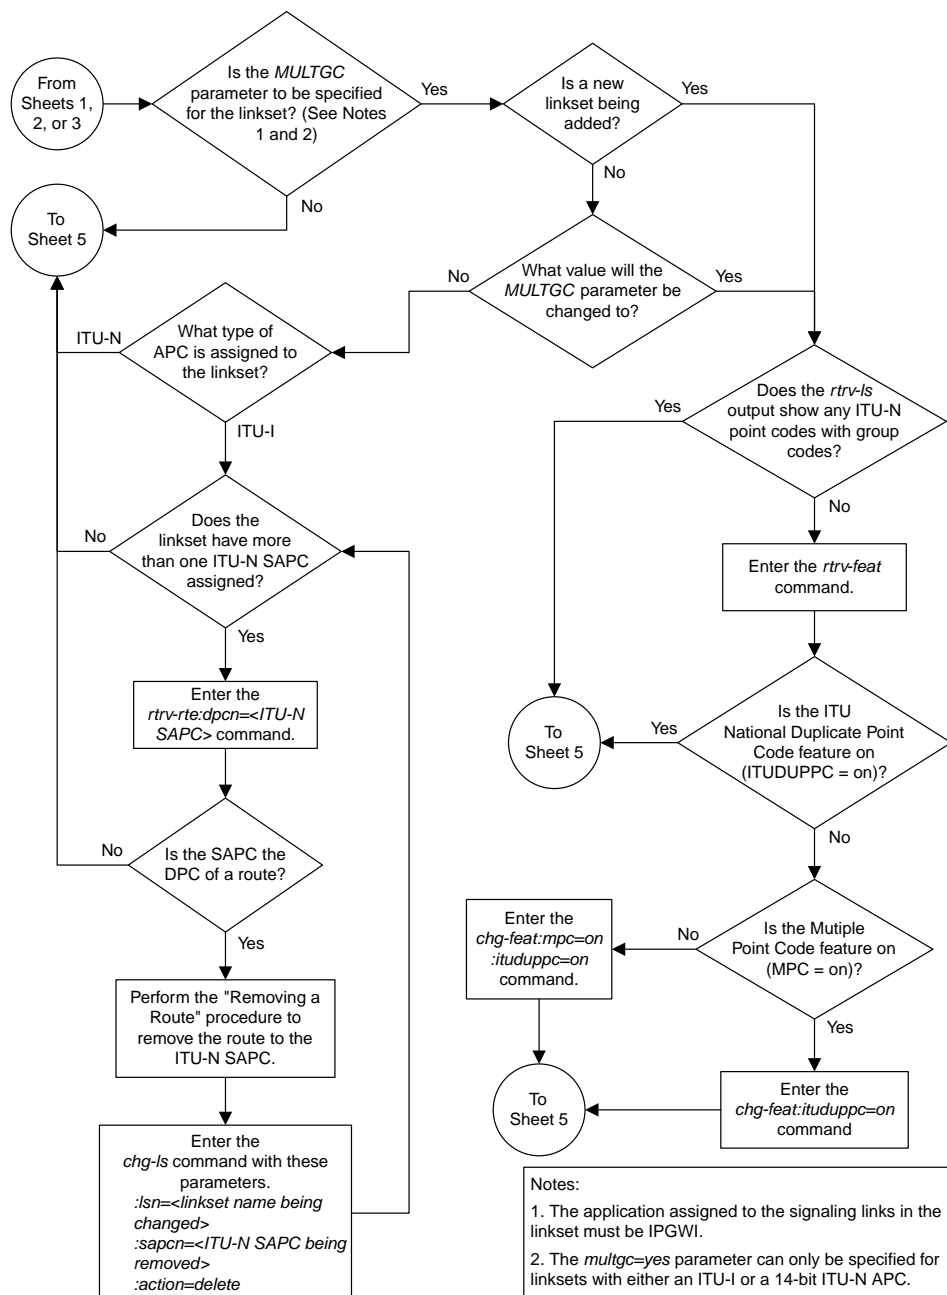 From
Sheets 1,
2, or 3
Is the MULTGC
parameter to be specified
for the linkset? (See Notes
1 and 2)
Yes
No
Is a new
linkset being
added?
Yes
No
To
Sheet 5
What value will the
MULTGC parameter be
changed to?
No
Yes
What type of
APC is assigned to
the linkset?
ITU-N
ITU-I
Does the rtrv-ls
output show any ITU-N
point codes with group
codes?
Yes
No
Does the
linkset have more
than one ITU-N SAPC
assigned?
No
Yes
Enter the rtrv-feat
command.
Enter the
rtrv-rte:dpcn=<ITU-N
SAPC> command.
Is the ITU
National Duplicate Point
Code feature on
(ITUDUPPC = on)?
Yes
No
To
Sheet 5
Is the SAPC the
DPC of a route?
No
Yes
Is the Mutiple
Point Code feature on
(MPC = on)?
No
Yes
Enter the
chg-feat:mpc=on
:ituduppc=on
command.
Perform the "Removing a
Route" procedure to
remove the route to the
ITU-N SAPC.
To
Sheet 5
Enter the
chg-feat:ituduppc=on
command
Enter the
chg-ls command with these
parameters.
:lsn=<linkset name being
changed>
:sapcn=<ITU-N SAPC being
removed>
:action=delete
Notes:
1. The application assigned to the signaling links in the
linkset must be IPGWI.
2. The multgc=yes parameter can only be specified for
linksets with either an ITU-I or a 14-bit ITU-N APC.